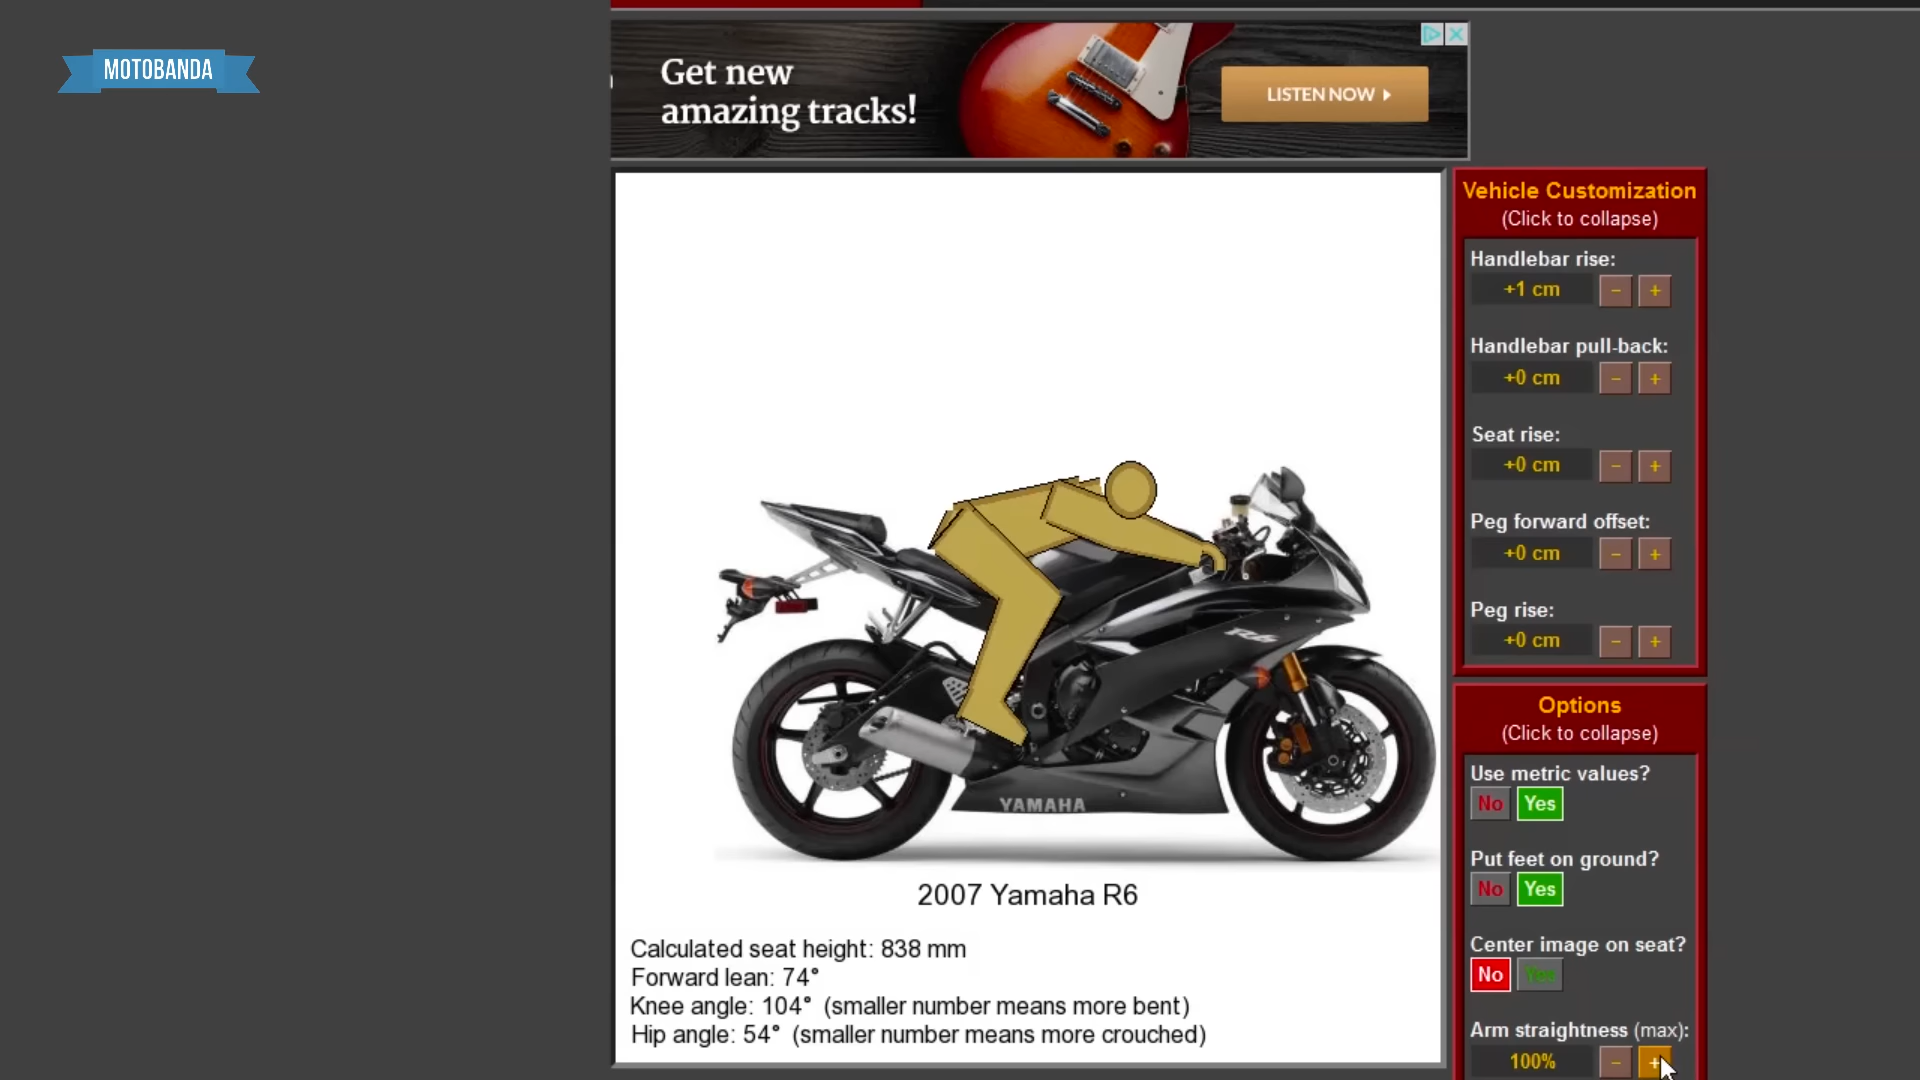 MOTOBANDA
Get new
amazing tracks!
LISTEN NOW
Vehicle Customization
(Click to collapse)
Handlebar rise:
+1 cm - +
Handlebar pull-back:
+0 cm - +
Seat rise:
+0 cm - +
Peg forward offset:
+0 cm - +
Peg rise:
+0 cm - +
R6
YAMAHA
2007 Yamaha R6
Calculated seat height: 838 mm
Forward lean: 74°
Knee angle: 104° (smaller number means more bent)
Hip angle: 54° (smaller number means more crouched)
Options
(Click to collapse)
Use metric values?
No Yes
Put feet on ground?
No Yes
Center image on seat?
No Yes
Arm straightness (max):
100% - +